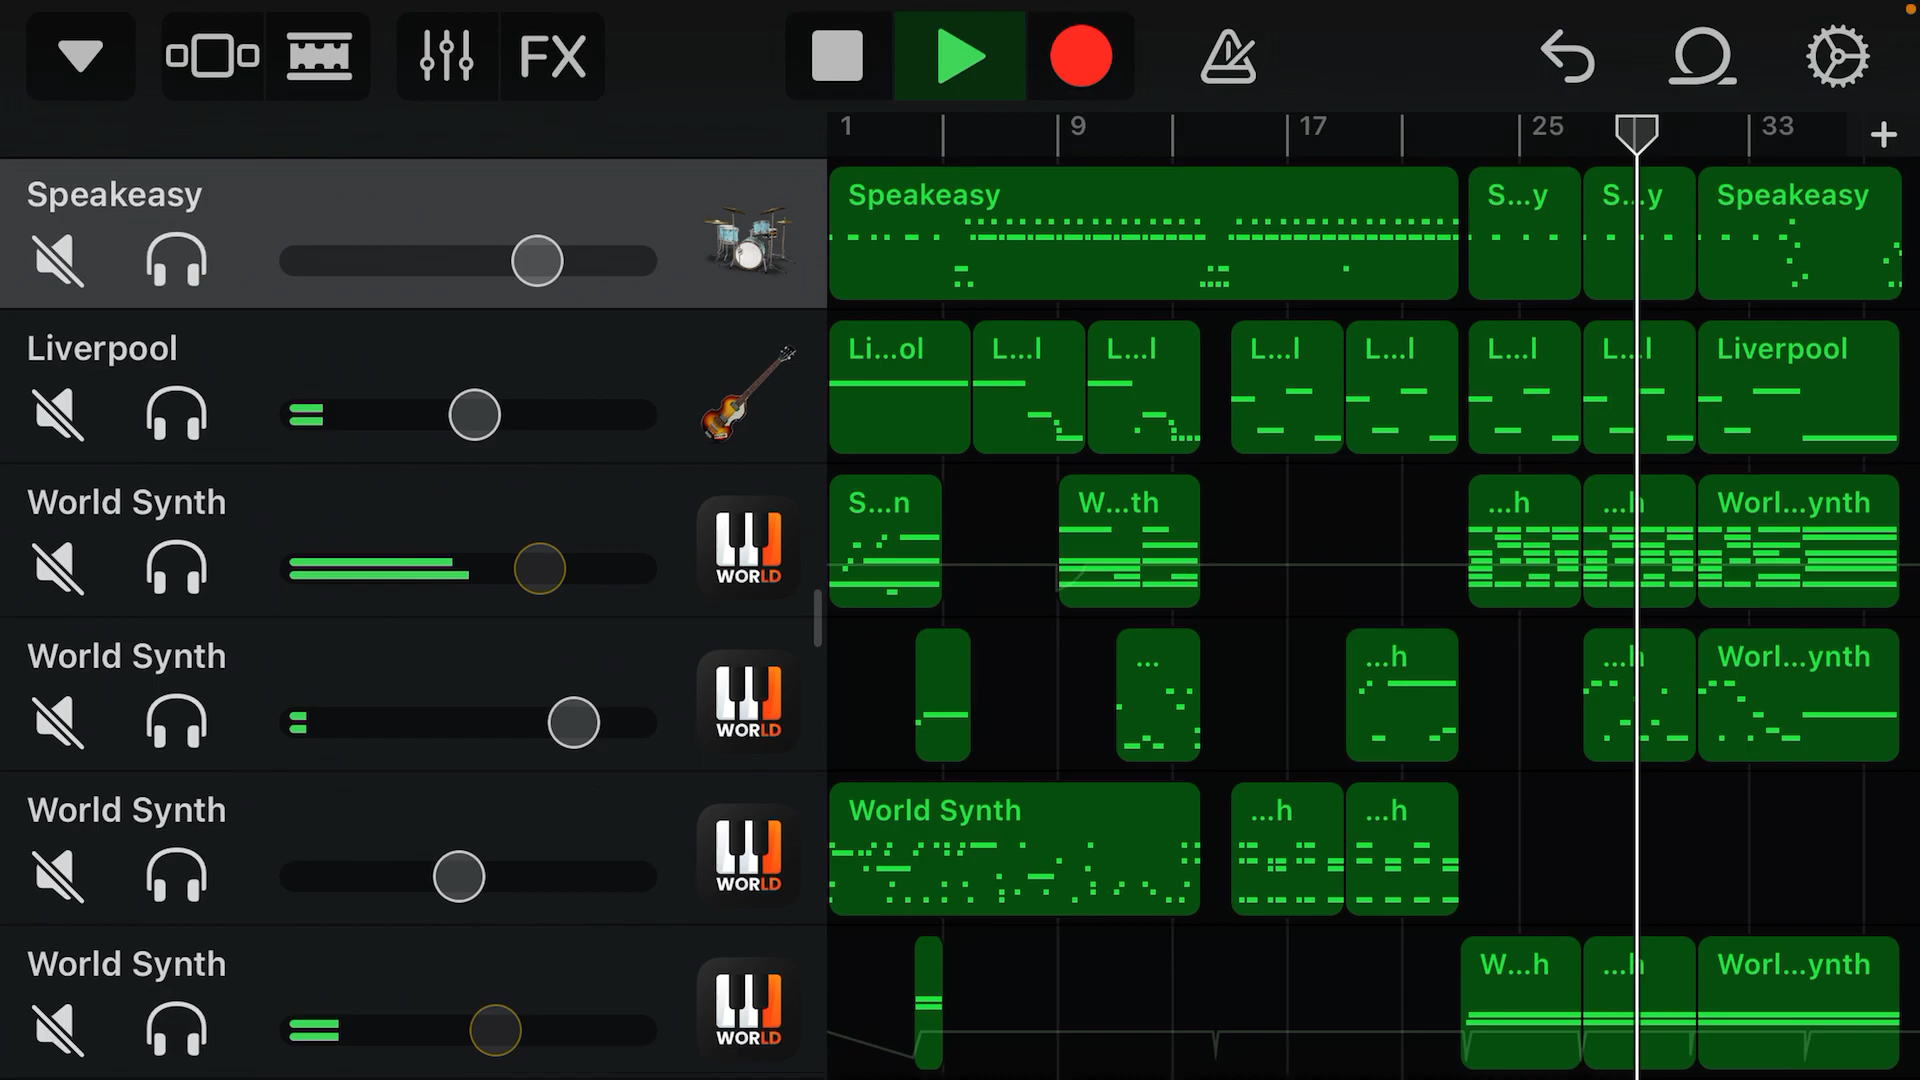 FX
1 9 17 25 33 +
Speakeasy
Speakeasy S...y S...y Speakeasy
Liverpool
Li...ol L...l L...l L...l L...l L...l L...l Liverpool
World Synth
WORLD
S...n W...th ...h ...h Worl...ynth
World Synth
WORLD
... ...h ...h Worl...ynth
World Synth
WORLD
World Synth ...h ...h
World Synth
WORLD
W...h ...h Worl...ynth